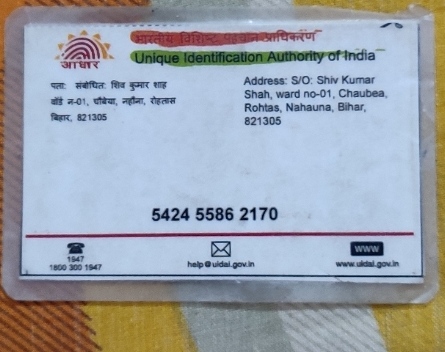 भारतीय विशिष्ट पहचान प्राधिकरण
Unique Identification Authority of India
आधार
पता: संबोधित: शिव कुमार शाह
वॉर्ड न-01, चौबेया, नहौना, रोहतास
बिहार, 821305
Address: S/O: Shiv Kumar
Shah, ward no-01, Chaubea,
Rohtas, Nahauna, Bihar,
821305
5424 5586 2170
1947
1800 300 1947
help@uidai.gov.in
www
www.uidai.gov.in